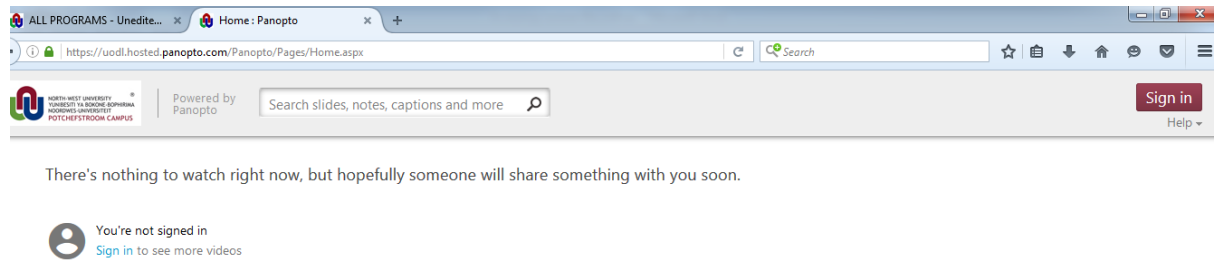 ALL PROGRAMS - Unedite...
Home : Panopto
https://uodl.hosted.panopto.com/Panopto/Pages/Home.aspx
Search
NORTH-WEST UNIVERSITY
YUNIBESITI YA BOKONE-BOPHIRIMA
NOORDWES-UNIVERSITEIT
POTCHEFSTROOM CAMPUS
Powered by
Panopto
Search slides, notes, captions and more
Sign in
Help
There's nothing to watch right now, but hopefully someone will share something with you soon.
You're not signed in
Sign in to see more videos